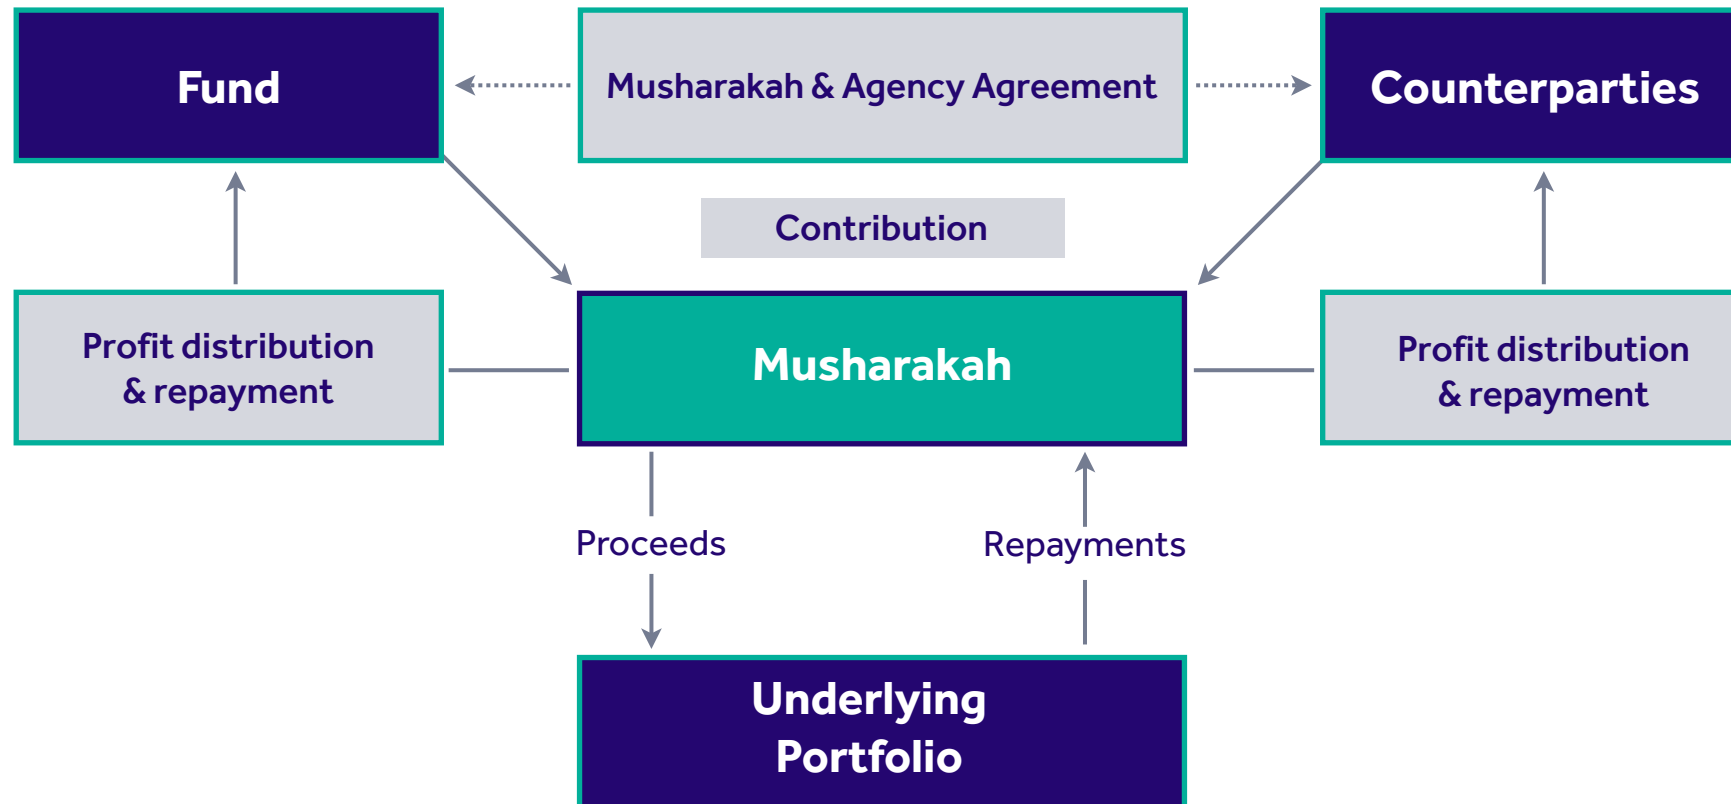 Fund
Musharakah & Agency Agreement
Counterparties
Contribution
Profit distribution
& repayment
Musharakah
Profit distribution
& repayment
Proceeds
Repayments
Underlying
Portfolio